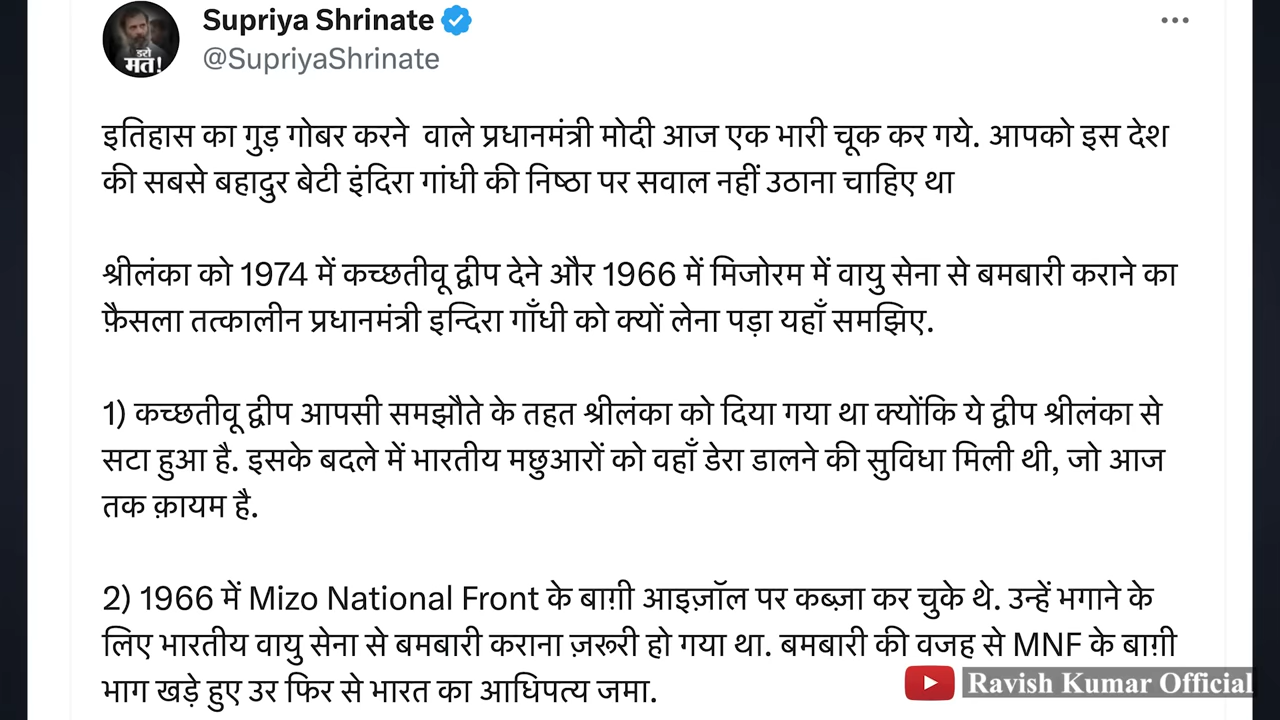 Supriya Shrinate
@SupriyaShrinate
डरो
मत!
इतिहास का गुड़ गोबर करने वाले प्रधानमंत्री मोदी आज एक भारी चूक कर गये. आपको इस देश
की सबसे बहादुर बेटी इंदिरा गांधी की निष्ठा पर सवाल नहीं उठाना चाहिए था
श्रीलंका को 1974 में कच्छतीवू द्वीप देने और 1966 में मिजोरम में वायु सेना से बमबारी कराने का
फ़ैसला तत्कालीन प्रधानमंत्री इन्दिरा गाँधी को क्यों लेना पड़ा यहाँ समझिए.
1) कच्छतीवू द्वीप आपसी समझौते के तहत श्रीलंका को दिया गया था क्योंकि ये द्वीप श्रीलंका से
सटा हुआ है. इसके बदले में भारतीय मछुआरों को वहाँ डेरा डालने की सुविधा मिली थी, जो आज
तक क़ायम है.
2) 1966 में Mizo National Front के बाग़ी आइज़ॉल पर कब्ज़ा कर चुके थे. उन्हें भगाने के
लिए भारतीय वायु सेना से बमबारी कराना ज़रूरी हो गया था. बमबारी की वजह से MNF के बाग़ी
भाग खड़े हुए उर फिर से भारत का आधिपत्य जमा.
Ravish Kumar Official